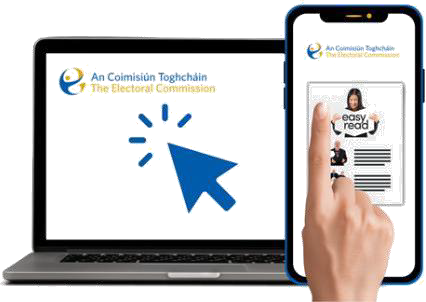 An Coimisiún Toghcháin
The Electoral Commission
An Coimisiún Toghcháin
The Electoral Commission
easy
read